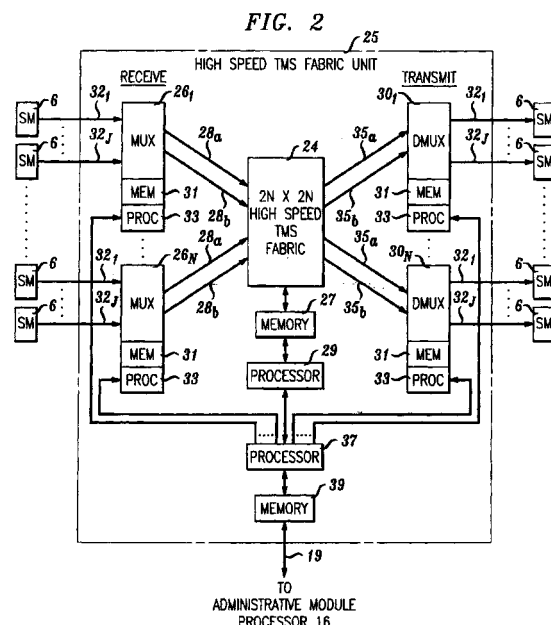 FIG. 2
25
HIGH SPEED TMS FABRIC UNIT
RECEIVE
TRANSMIT
6
SM
32₁
26₁
MUX
28a
24
35a
30₁
DMUX
32₁
6
SM
6
SM
32J
28b
2N X 2N
HIGH SPEED
TMS
FABRIC
35b
32J
6
SM
MEM
31
31
MEM
PROC
33
33
PROC
6
SM
32₁
26N
MUX
28a
35a
30N
DMUX
32₁
6
SM
6
SM
32J
28b
35b
32J
6
SM
MEMORY
27
MEM
31
31
MEM
PROC
33
PROCESSOR
29
33
PROC
PROCESSOR
37
MEMORY
39
19
TO
ADMINISTRATIVE MODULE
PROCESSOR 16